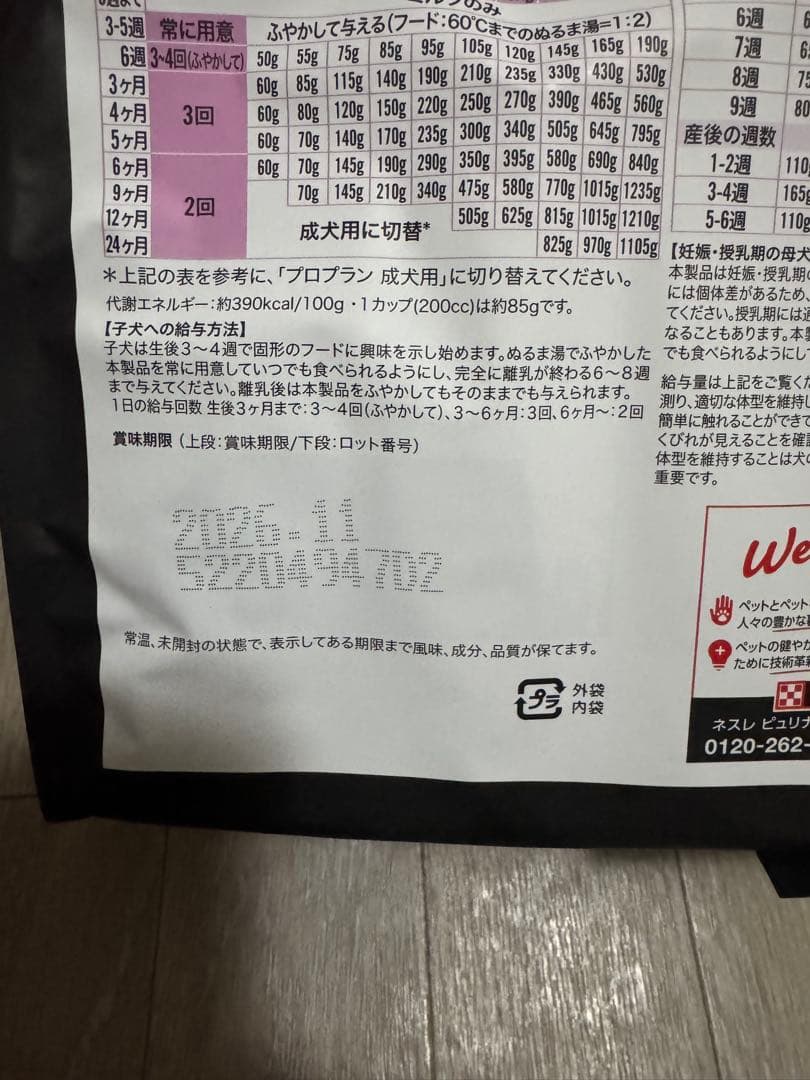 3-5週 常に用意 ふやかして与える(フード:60℃までのぬるま湯=1:2)
6週 3~4回(ふやかして) 50g 55g 75g 85g 95g 105g 120g 145g 165g 190g
3ヶ月 3回 60g 85g 115g 140g 190g 210g 235g 330g 430g 530g
4ヶ月 60g 80g 120g 150g 220g 250g 270g 390g 465g 560g
5ヶ月 60g 70g 140g 170g 235g 300g 340g 505g 645g 795g
6ヶ月 2回 60g 70g 145g 190g 290g 350g 395g 580g 690g 840g
9ヶ月 70g 145g 210g 340g 475g 580g 770g 1015g 1235g
12ヶ月 成犬用に切替* 505g 625g 815g 1015g 1210g
24ヶ月 825g 970g 1105g
*上記の表を参考に、「プロプラン 成犬用」に切り替えてください。
代謝エネルギー:約390kcal/100g・1カップ(200cc)は約85gです。
【子犬への給与方法】
子犬は生後3~4週で固形のフードに興味を示し始めます。ぬるま湯でふやかした
本製品を常に用意していつでも食べられるようにし、完全に離乳が終わる6~8週
まで与えてください。離乳後は本製品をふやかしてもそのままでも与えられます。
1日の給与回数 生後3ヶ月まで:3~4回(ふやかして)、3~6ヶ月:3回、6ヶ月~:2回
賞味期限(上段:賞味期限/下段:ロット番号)
2026.11
5220494702
常温、未開封の状態で、表示してある期限まで風味、成分、品質が保てます。
プラ 外袋
内袋
6週
7週
8週
9週 80
産後の週数
1-2週 110
3-4週 165g
5-6週 110g
【妊娠・授乳期の母犬
本製品は妊娠・授乳期
には個体差があるため、
てください。授乳期には
なることもあります。本
でも食べられるようにし
給与量は上記をご覧くだ
測り、適切な体型を維持し
簡単に触れることができて
くびれが見えることを確
体型を維持することは犬の
重要です。
We
ペットとペット
人々の豊かな
ペットの健やか
ために技術革
ネスレ ピュリナ
0120-262-